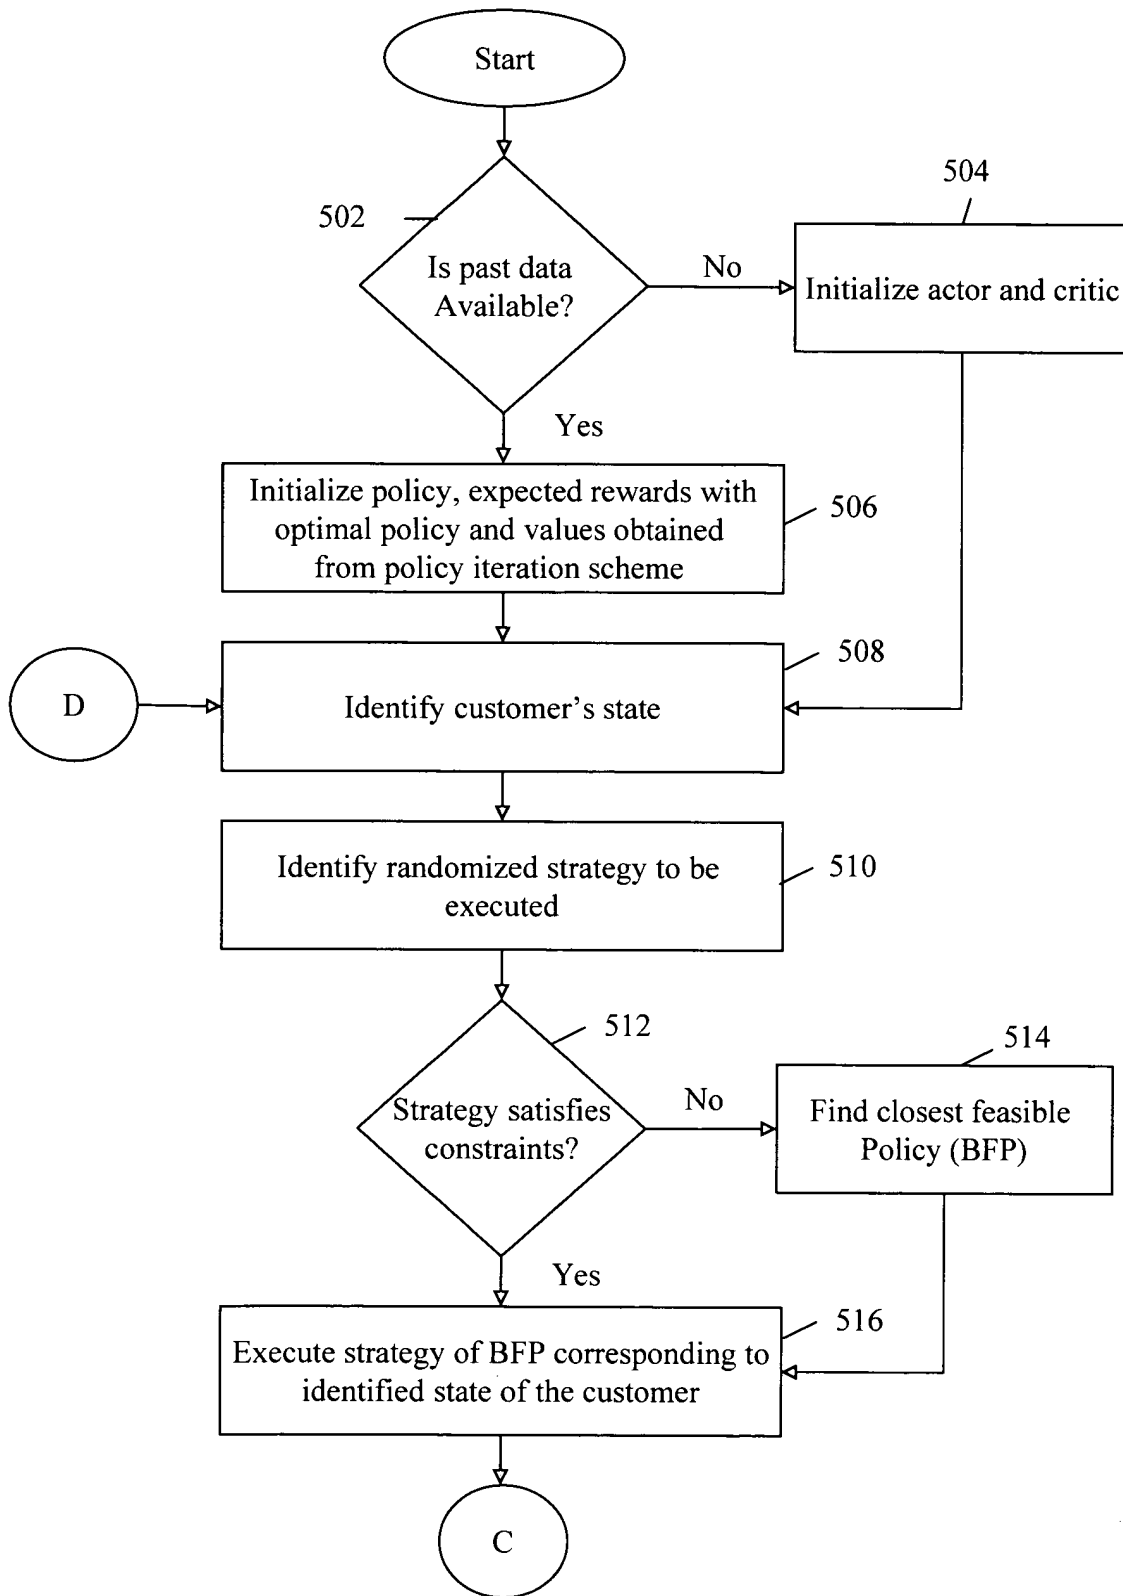 Start
502
Is past data
Available?
No
504
Initialize actor and critic
Yes
Initialize policy, expected rewards with
optimal policy and values obtained
from policy iteration scheme
506
D
Identify customer’s state
508
Identify randomized strategy to be
executed
510
512
Strategy satisfies
constraints?
No
514
Find closest feasible
Policy (BFP)
Yes
Execute strategy of BFP corresponding to
identified state of the customer
516
C